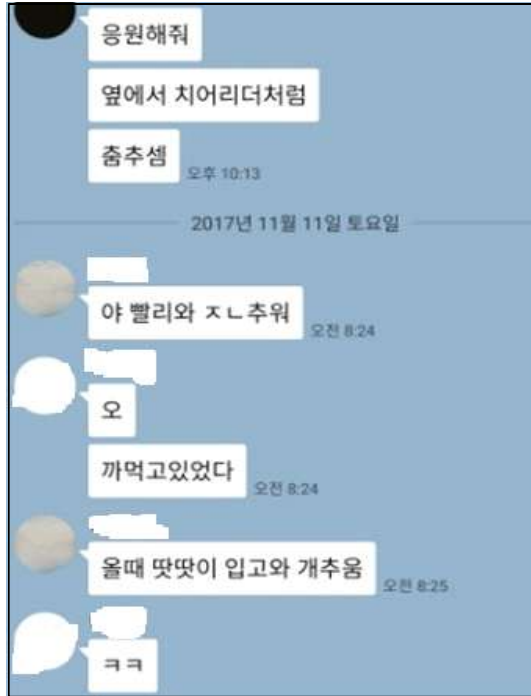 응원해줘
옆에서 치어리더처럼
춤추셈
오후 10:13
2017년 11월 11일 토요일
야 빨리와 ㅈㄴ추워
오전 8:24
오
까먹고있었다
오전 8:24
올때 땃땃이 입고와 개추움
오전 8:25
ㅋㅋ